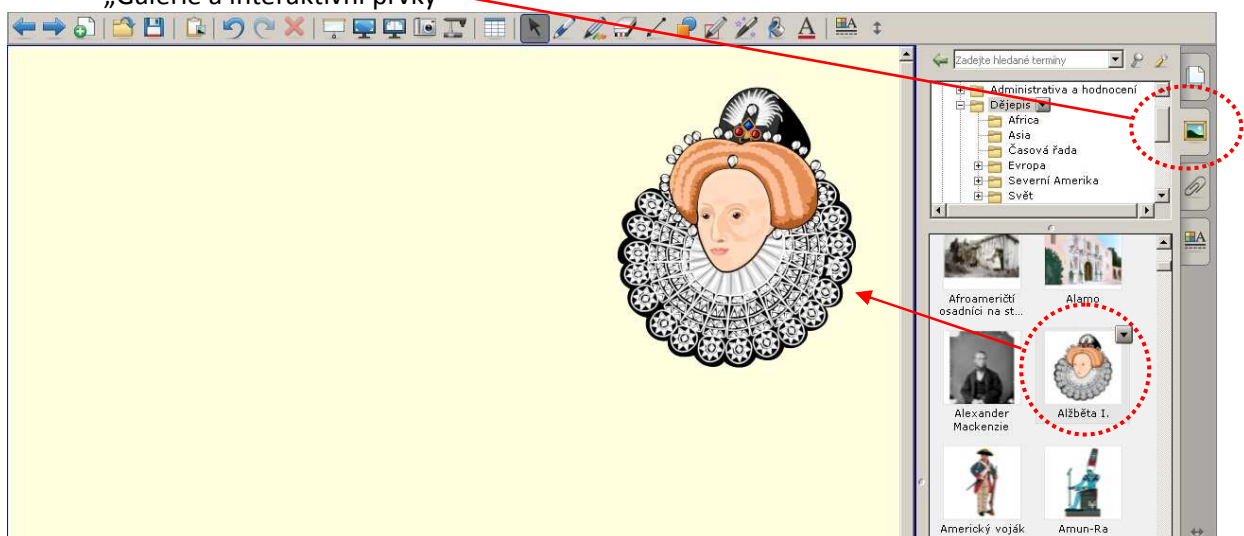 „Galerie a interaktivní prvky
Zadejte hledané termíny
Administrativa a hodnocení
Dějepis
Africa
Asia
Časová řada
Evropa
Severní Amerika
Svět
Afroameričtí
osadníci na st...
Alamo
Alexander
Mackenzie
Alžběta I.
Americký voják
Amun-Ra